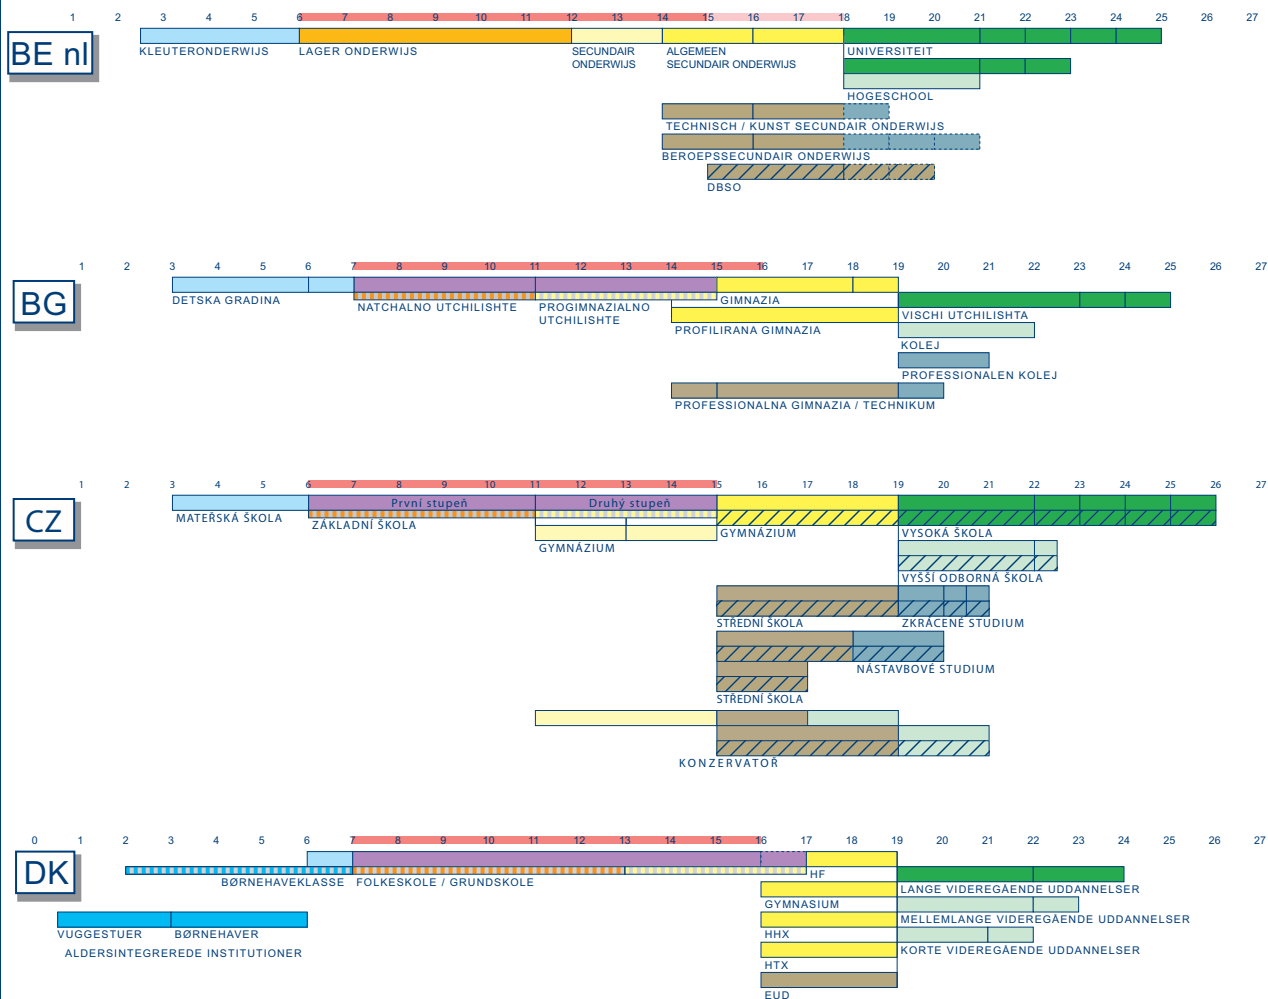 1 2 3 4 5 6 7 8 9 10 11 12 13 14 15 16 17 18 19 20 21 22 23 24 25 26 27
BE nl
KLEUTERONDERWIJS LAGER ONDERWIJS SECUNDAIR ALGEMEEN UNIVERSITEIT
ONDERWIJS SECUNDAIR ONDERWIJS
HOGESCHOOL
TECHNISCH / KUNST SECUNDAIR ONDERWIJS
BEROEPSSECUNDAIR ONDERWIJS
DBSO
1 2 3 4 5 6 7 8 9 10 11 12 13 14 15 16 17 18 19 20 21 22 23 24 25 26 27
BG
DETSKA GRADINA NATCHALNO UTCHILISHTE PROGIMNAZIALNO GIMNAZIA
UTCHILISHTE
PROFILIRANA GIMNAZIA VISCHI UTCHILISHTA
KOLEJ
PROFESSIONALEN KOLEJ
PROFESSIONALNA GIMNAZIA / TECHNIKUM
1 2 3 4 5 6 7 8 9 10 11 12 13 14 15 16 17 18 19 20 21 22 23 24 25 26 27
CZ
První stupeň Druhý stupeň
MATEŘSKÁ ŠKOLA ZÁKLADNÍ ŠKOLA
GYMNÁZIUM GYMNÁZIUM VYSOKÁ ŠKOLA
VYŠŠÍ ODBORNÁ ŠKOLA
STŘEDNÍ ŠKOLA ZKRÁCENÉ STUDIUM
NÁSTAVBOVÉ STUDIUM
STŘEDNÍ ŠKOLA
KONZERVATOŘ
0 1 2 3 4 5 6 7 8 9 10 11 12 13 14 15 16 17 18 19 20 21 22 23 24 25 26 27
DK
BØRNEHAVEKLASSE FOLKESKOLE / GRUNDSKOLE HF
LANGE VIDEREGÅENDE UDDANNELSER
GYMNASIUM
MELLEMLANGE VIDEREGÅENDE UDDANNELSER
VUGGESTUER BØRNEHAVER HHX
ALDERSINTEGREREDE INSTITUTIONER KORTE VIDEREGÅENDE UDDANNELSER
HTX
EUD